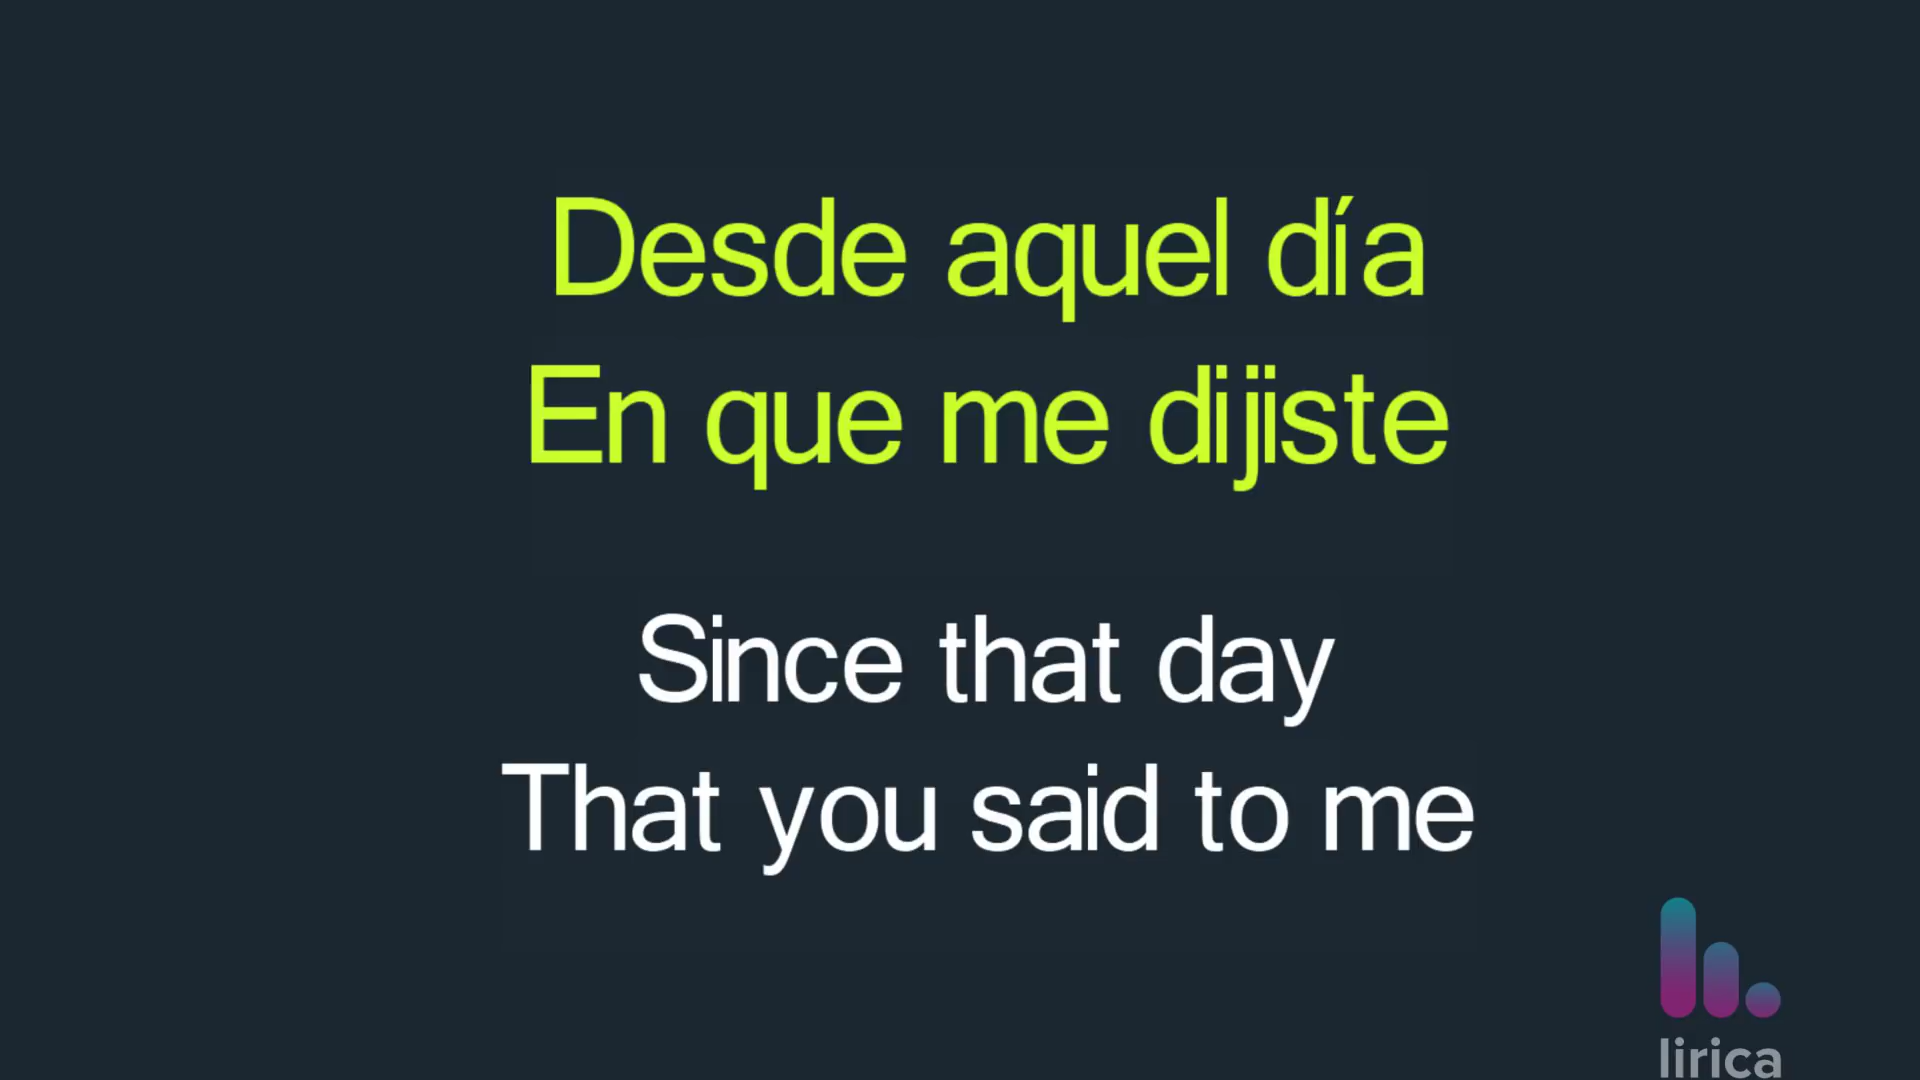 Desde aquel día
En que me dijiste
Since that day
That you said to me
lirica